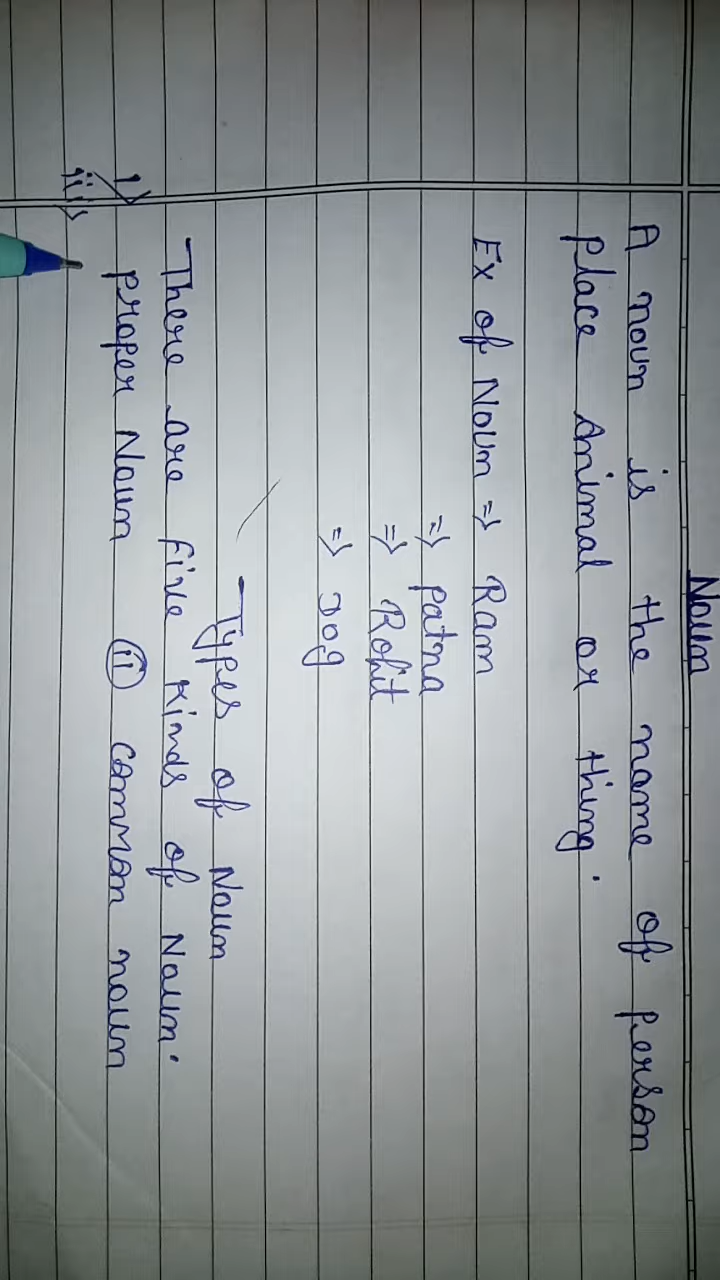 Noun
A noun is the name of person
place Animal or thing.
Ex of Noun => Ram
=> Patna
=> Rohit
=> Dog
Types of Noun
There are five kinds of Noun.
1> proper Noun (ii) common noun
iii>